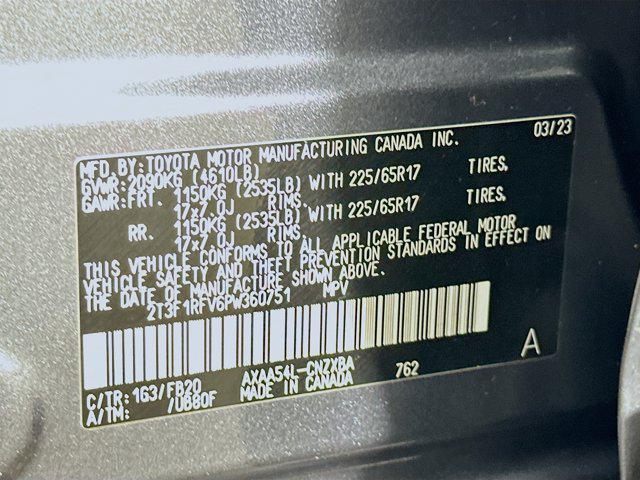 MFD. BY: TOYOTA MOTOR MANUFACTURING CANADA INC. 03/23
GVWR: 2090KG (4610LB)
GAWR: FRT. 1150KG (2535LB) WITH 225/65R17 TIRES,
17x7.0J RIMS.
RR. 1150KG (2535LB) WITH 225/65R17 TIRES,
17x7.0J RIMS.
THIS VEHICLE CONFORMS TO ALL APPLICABLE FEDERAL MOTOR
VEHICLE SAFETY AND THEFT PREVENTION STANDARDS IN EFFECT ON
THE DATE OF MANUFACTURE SHOWN ABOVE.
2T3F1RFV6PW360751 MPV
A
C/TR: 1G3/FB20 AXAA54L-CNZXBA 762
A/TM: /U680F MADE IN CANADA